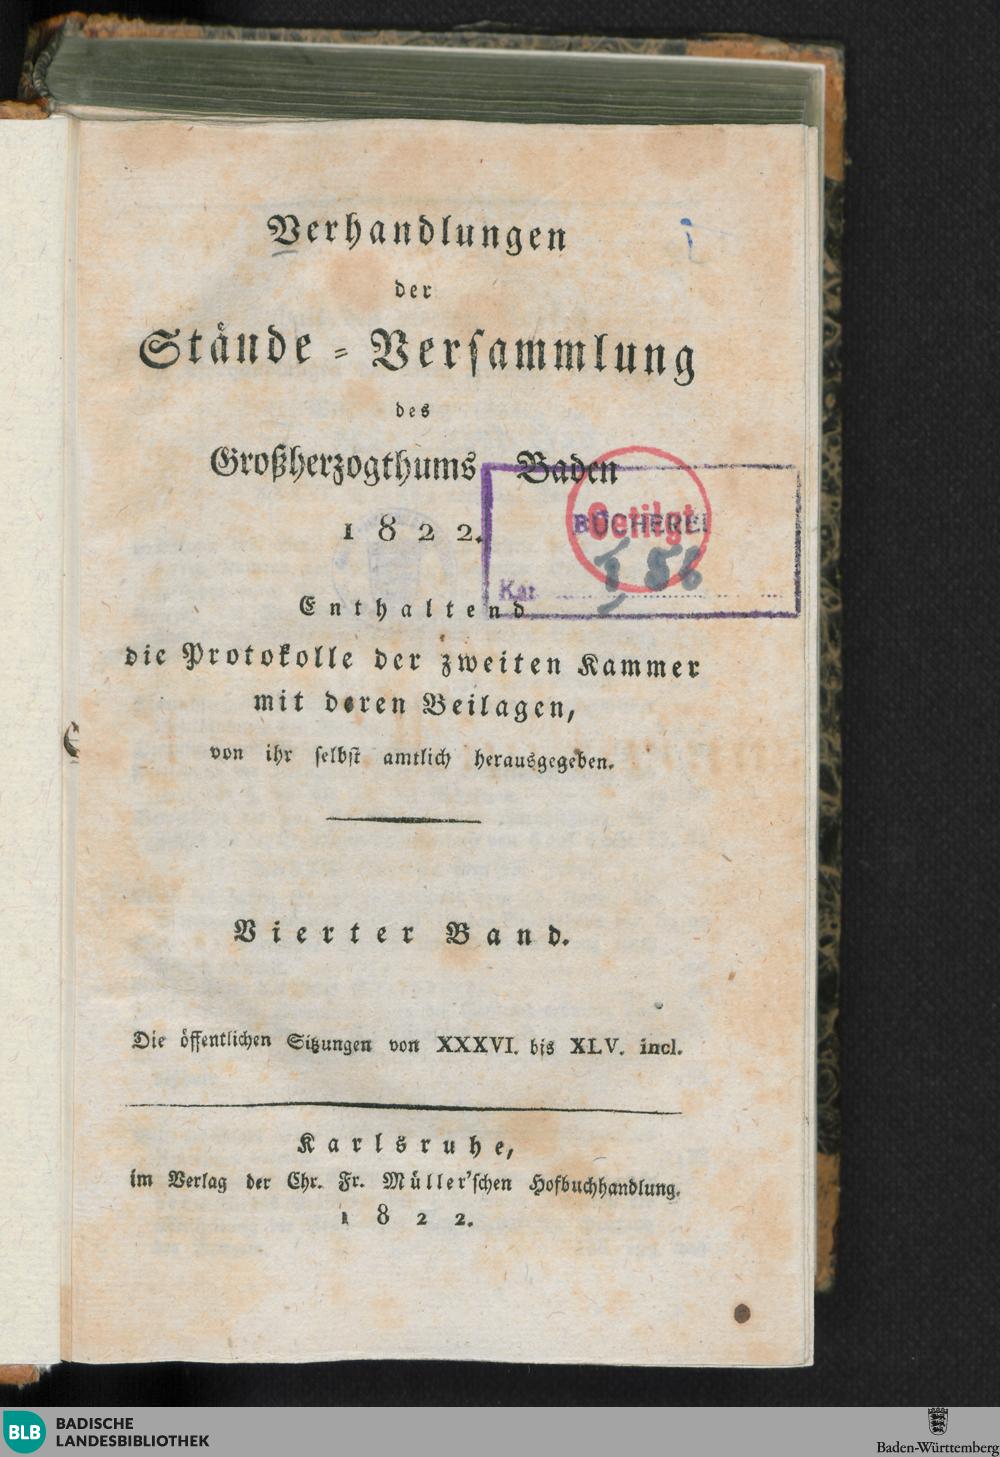 Verhandlungen
der
Stände-Versammlung
des
Großherzogthums Baden
1822.
Enthaltend
die Protokolle der zweiten Kammer
mit deren Beilagen,
von ihr selbst amtlich herausgegeben.
Vierter Band.
Die öffentlichen Sitzungen von XXXVI. bis XLV. incl.
Karlsruhe,
im Verlag der Chr. Fr. Müller'schen Hofbuchhandlung.
1822.
BÜCHEREI
Getilgt
56
Kat
BLB BADISCHE
LANDESBIBLIOTHEK
Baden-Württemberg